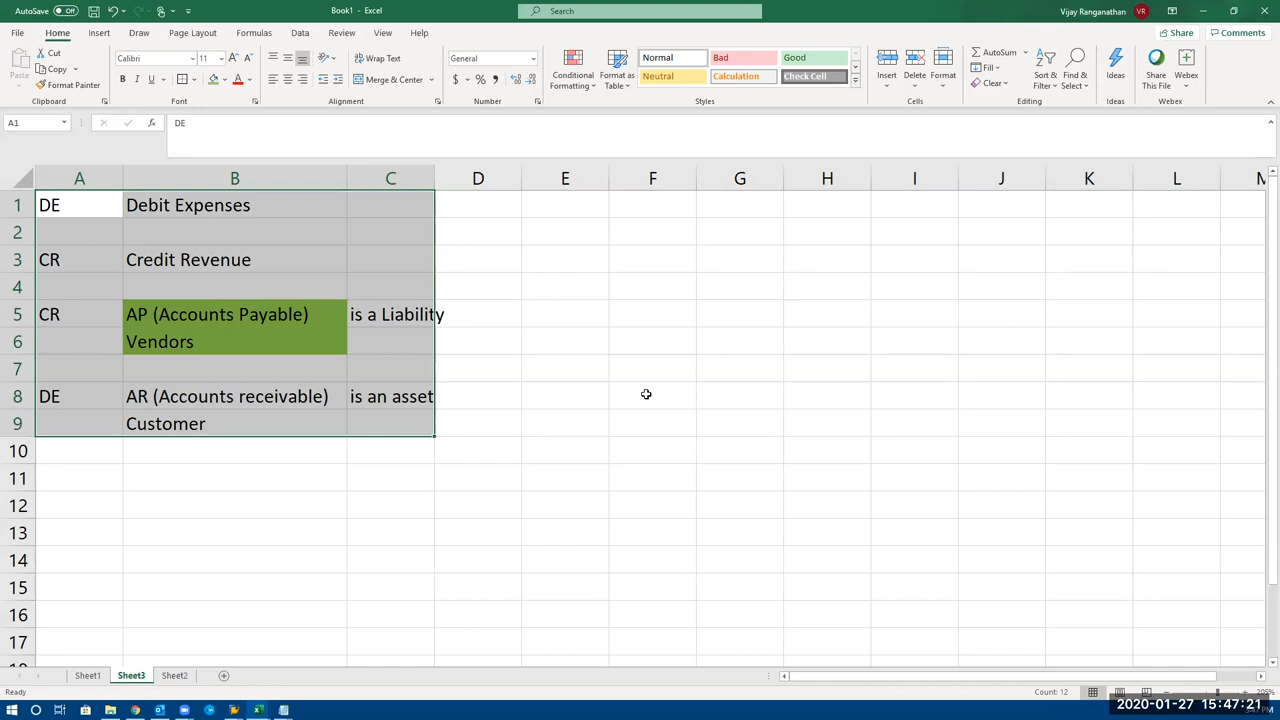 AutoSave Off
Book1 - Excel
Search
Vijay Ranganathan VR
File Home Insert Draw Page Layout Formulas Data Review View Help
Share Comments
Paste
Cut
Copy
Format Painter
Clipboard
Calibri 11
B I U
Font
Wrap Text
Merge & Center
Alignment
General
$ % ,
Number
Conditional Formatting
Format as Table
Normal Bad Good
Neutral Calculation Check Cell
Styles
Insert Delete Format
Cells
AutoSum
Fill
Clear
Sort & Filter
Find & Select
Editing
Ideas
Ideas
Share This File
Webex
Webex
A1 fx DE
A B C D E F G H I J K L M
1 DE Debit Expenses
2
3 CR Credit Revenue
4
5 CR AP (Accounts Payable) is a Liability
6 Vendors
7
8 DE AR (Accounts receivable) is an asset
9 Customer
10
11
12
13
14
15
16
17
Sheet1 Sheet3 Sheet2
Ready
Count: 12
2020-01-27 15:47:21